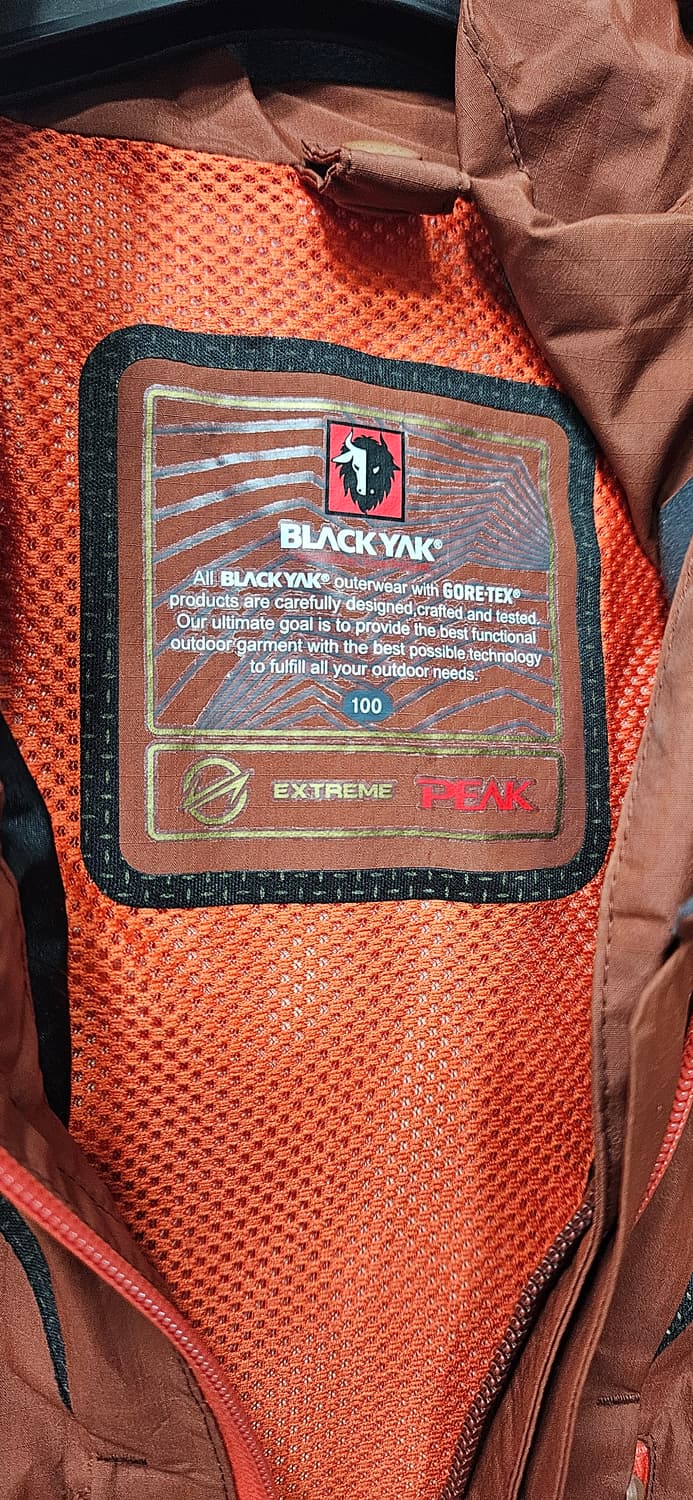 BLACKYAK®
All BLACKYAK® outerwear with GORE-TEX®
products are carefully designed,crafted and tested.
Our ultimate goal is to provide the best functional
outdoor garment with the best possible technology
to fulfill all your outdoor needs.
100
EXTREME PEAK